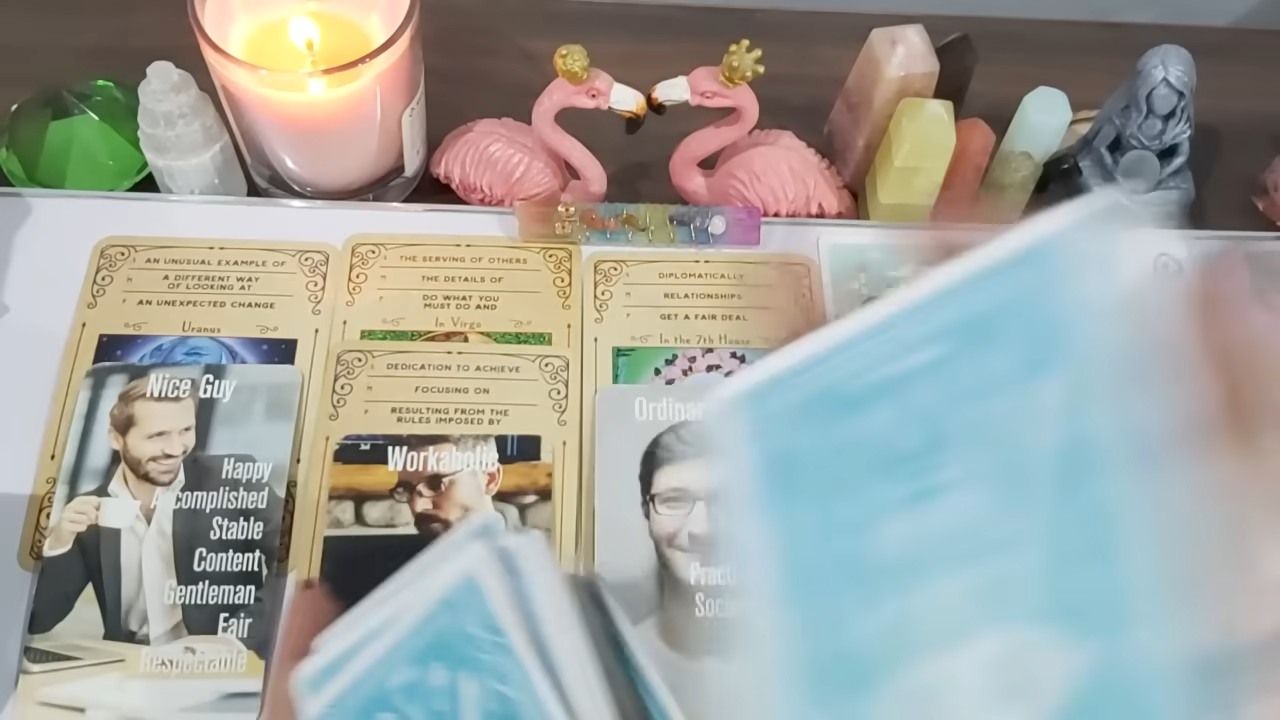 AN UNUSUAL EXAMPLE OF
A DIFFERENT WAY
OF LOOKING AT
AN UNEXPECTED CHANGE
Uranus
Nice Guy
Happy
Accomplished
Stable
Content
Gentleman
Fair
Respectable
THE SERVING OF OTHERS
THE DETAILS OF
DO WHAT YOU
MUST DO AND
In Virgo
DEDICATION TO ACHIEVE
FOCUSING ON
RESULTING FROM THE
RULES IMPOSED BY
Workaholic
DIPLOMATICALLY
RELATIONSHIPS
GET A FAIR DEAL
In the 7th House